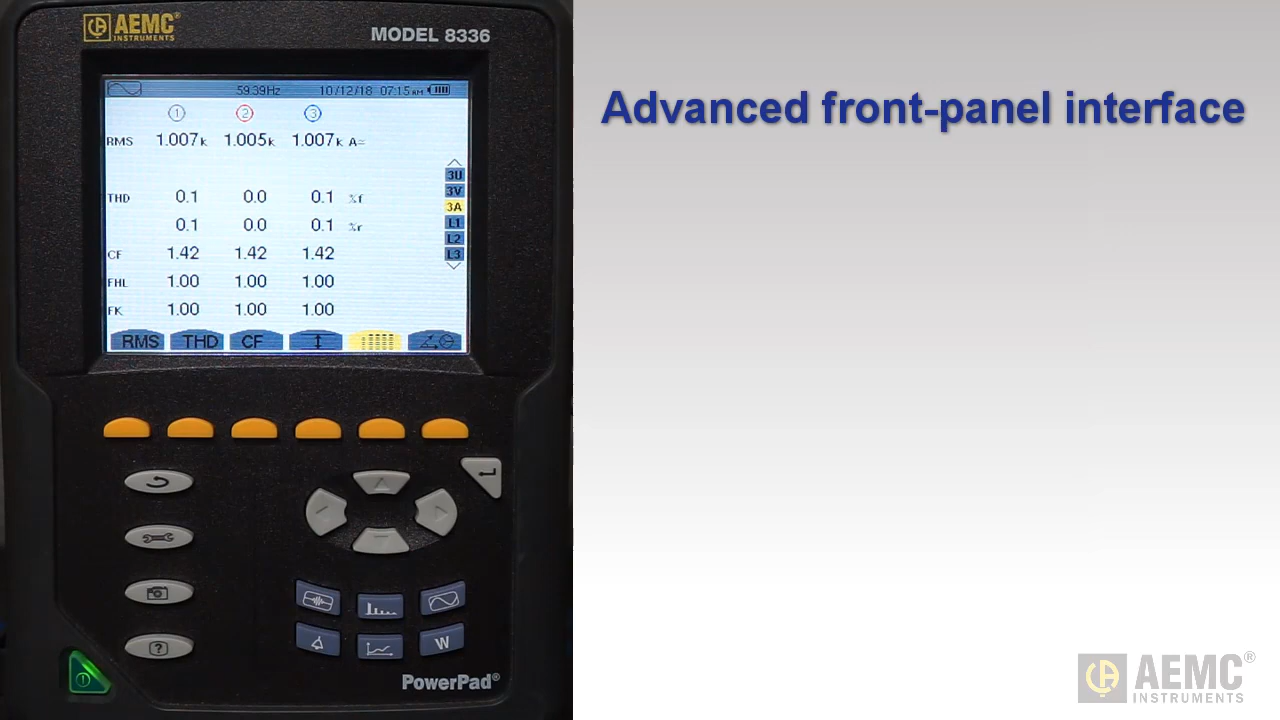 AEMC®
INSTRUMENTS
MODEL 8336
59.39Hz 10/12/18 07:15AM
1 2 3
RMS 1.007k 1.005k 1.007k A≃
3U
3V
THD 0.1 0.0 0.1 %f
3A
0.1 0.0 0.1 %r
L1
L2
CF 1.42 1.42 1.42
L3
FHL 1.00 1.00 1.00
FK 1.00 1.00 1.00
RMS THD CF
W
PowerPad®
Advanced front-panel interface
AEMC®
INSTRUMENTS